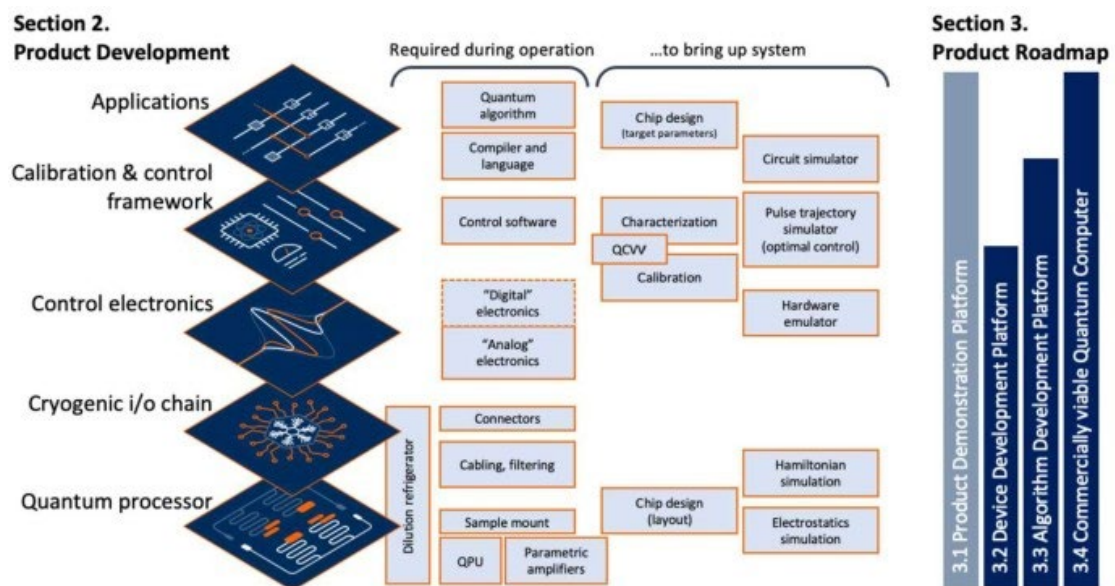 Section 2.
Product Development
Required during operation
...to bring up system
Section 3.
Product Roadmap
Applications
Quantum
algorithm
Compiler and
language
Chip design
(target parameters)
Circuit simulator
Calibration & control
framework
Control software
Characterization
QCVV
Calibration
Pulse trajectory
simulator
(optimal control)
Control electronics
"Digital"
electronics
"Analog"
electronics
Hardware
emulator
Cryogenic i/o chain
Dilution refrigerator
Connectors
Cabling, filtering
Hamiltonian
simulation
Quantum processor
Sample mount
QPU
Parametric
amplifiers
Chip design
(layout)
Electrostatics
simulation
3.1 Product Demonstration Platform
3.2 Device Development Platform
3.3 Algorithm Development Platform
3.4 Commercially viable Quantum Computer